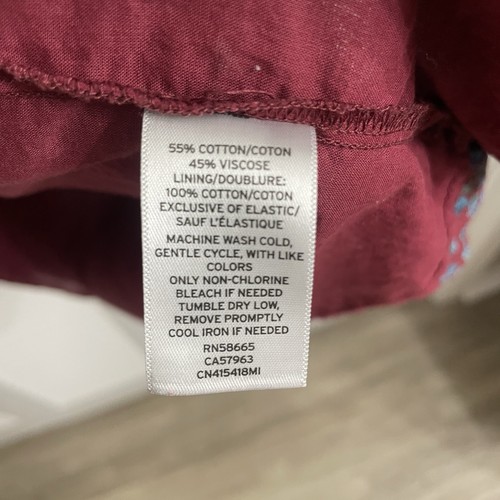 55% COTTON/COTON
45% VISCOSE
LINING/DOUBLURE:
100% COTTON/COTON
EXCLUSIVE OF ELASTIC/
SAUF L'ÉLASTIQUE
MACHINE WASH COLD,
GENTLE CYCLE, WITH LIKE
COLORS
ONLY NON-CHLORINE
BLEACH IF NEEDED
TUMBLE DRY LOW,
REMOVE PROMPTLY
COOL IRON IF NEEDED
RN58665
CA57963
CN415418MI